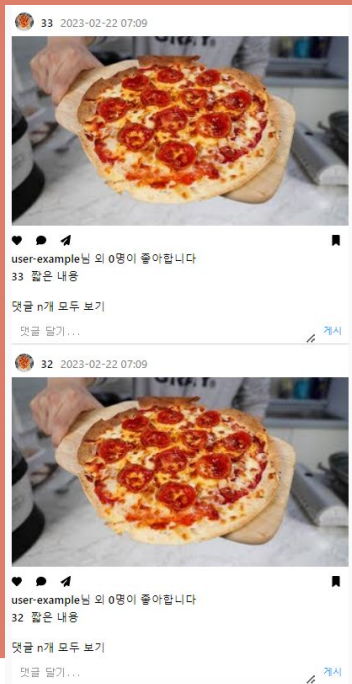 33 2023-02-22 07:09
user-example님 외 0명이 좋아합니다
33 짧은 내용
댓글 n개 모두 보기
댓글 달기...
게시
32 2023-02-22 07:09
user-example님 외 0명이 좋아합니다
32 짧은 내용
댓글 n개 모두 보기
댓글 달기...
게시